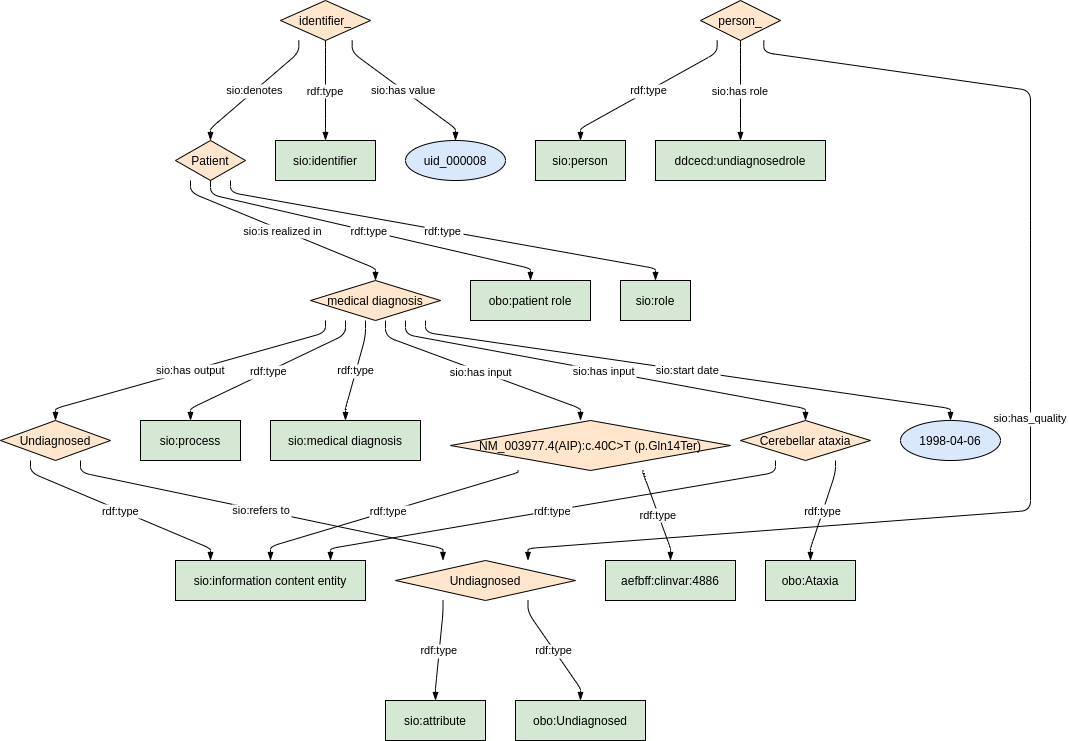 identifier_
person_
sio:denotes
rdf:type
sio:has value
rdf:type
sio:has role
Patient
sio:identifier
uid_000008
sio:person
ddcecd:undiagnosedrole
sio:is realized in
rdf:type
rdf:type
medical diagnosis
obo:patient role
sio:role
sio:has output
rdf:type
rdf:type
sio:has input
sio:has input
sio:start date
sio:has_quality
Undiagnosed
sio:process
sio:medical diagnosis
NM_003977.4(AIP):c.40C>T (p.Gln14Ter)
Cerebellar ataxia
1998-04-06
rdf:type
sio:refers to
rdf:type
rdf:type
rdf:type
rdf:type
sio:information content entity
Undiagnosed
aefbff:clinvar:4886
obo:Ataxia
rdf:type
rdf:type
sio:attribute
obo:Undiagnosed